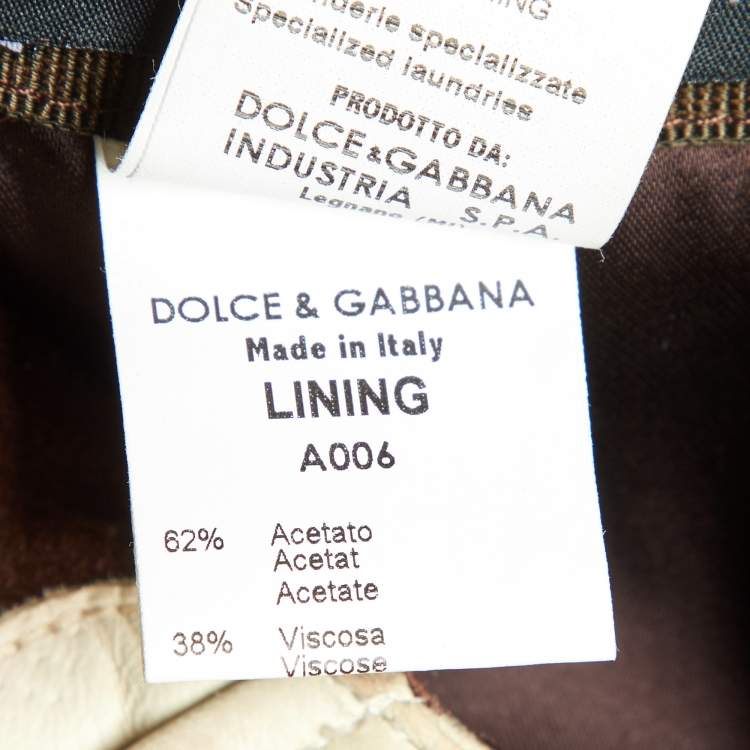 specializzate
Specialized laundries
PRODOTTO DA:
DOLCE & GABBANA
INDUSTRIA S.P.A.
Legnano
DOLCE & GABBANA
Made in Italy
LINING
A006
62% Acetato
Acetat
Acetate
38% Viscosa
Viscose